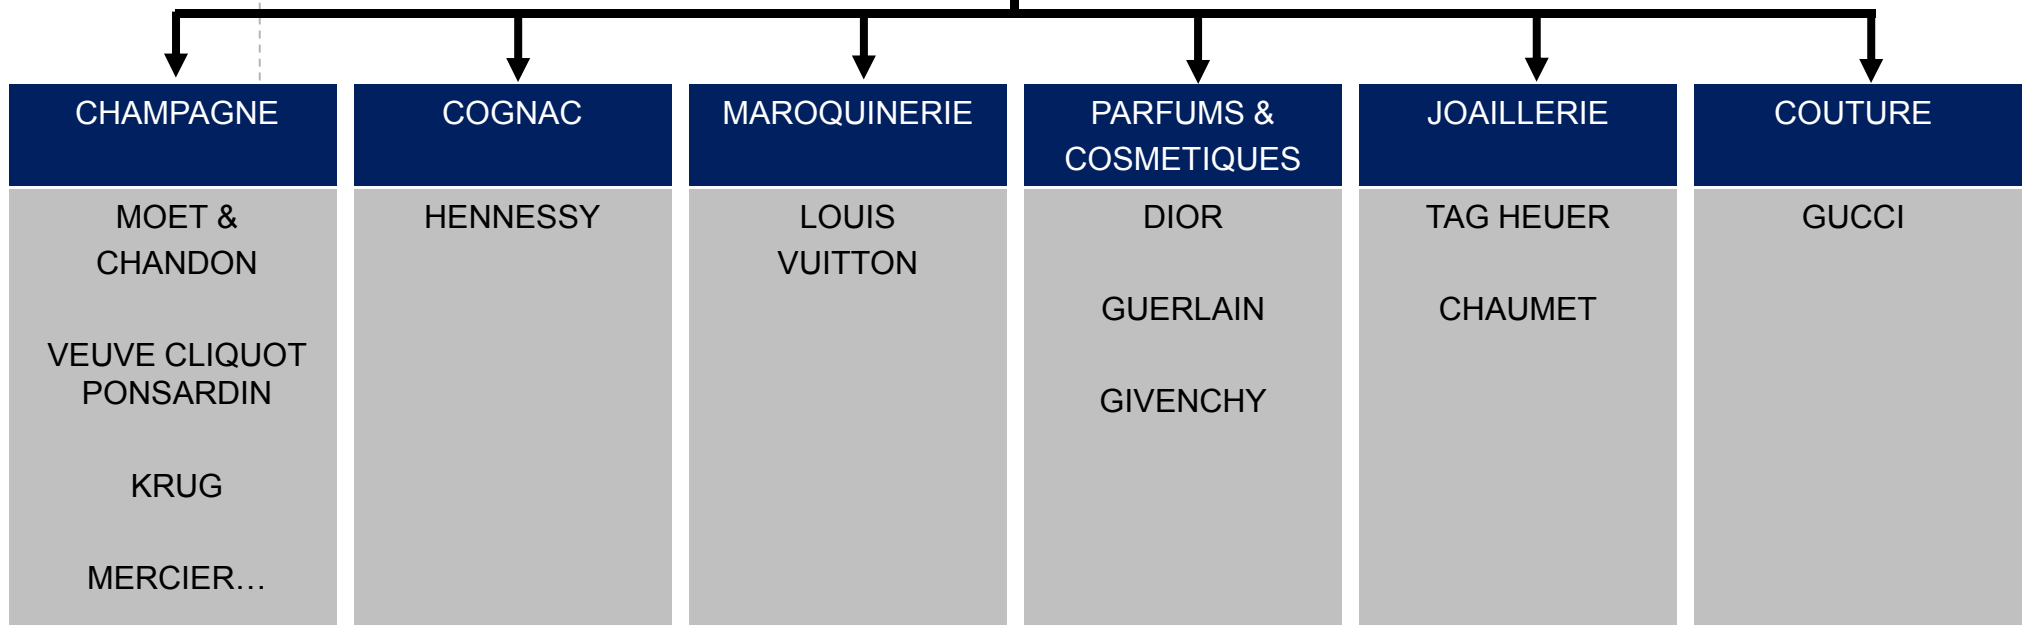 CHAMPAGNE
MOET &
CHANDON
VEUVE CLIQUOT
PONSARDIN
KRUG
MERCIER…
COGNAC
HENNESSY
MAROQUINERIE
LOUIS
VUITTON
PARFUMS &
COSMETIQUES
DIOR
GUERLAIN
GIVENCHY
JOAILLERIE
TAG HEUER
CHAUMET
COUTURE
GUCCI